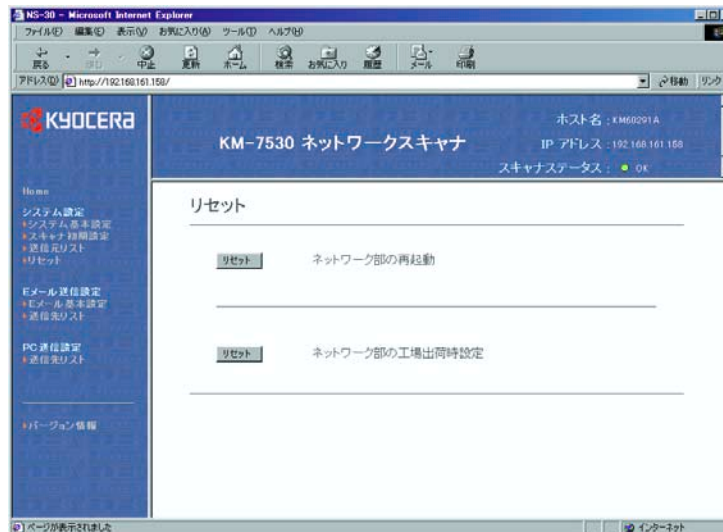 NS-30 - Microsoft Internet Explorer
ファイル(F) 編集(E) 表示(V) お気に入り(A) ツール(T) ヘルプ(H)
戻る 進む 中止 更新 ホーム 検索 お気に入り 履歴 メール 印刷
アドレス(D) http://192.168.161.158/ 移動 リンク
KYOCERA
KM-7530 ネットワークスキャナ
ホスト名 : KM60291A
IP アドレス : 192.168.161.158
スキャナステータス : OK
Home
システム設定
システム基本設定
スキャナ初期設定
送信元リスト
リセット
Eメール送信設定
Eメール基本設定
送信先リスト
PC送信設定
送信先リスト
バージョン情報
リセット
リセット ネットワーク部の再起動
リセット ネットワーク部の工場出荷時設定
ページが表示されました インターネット